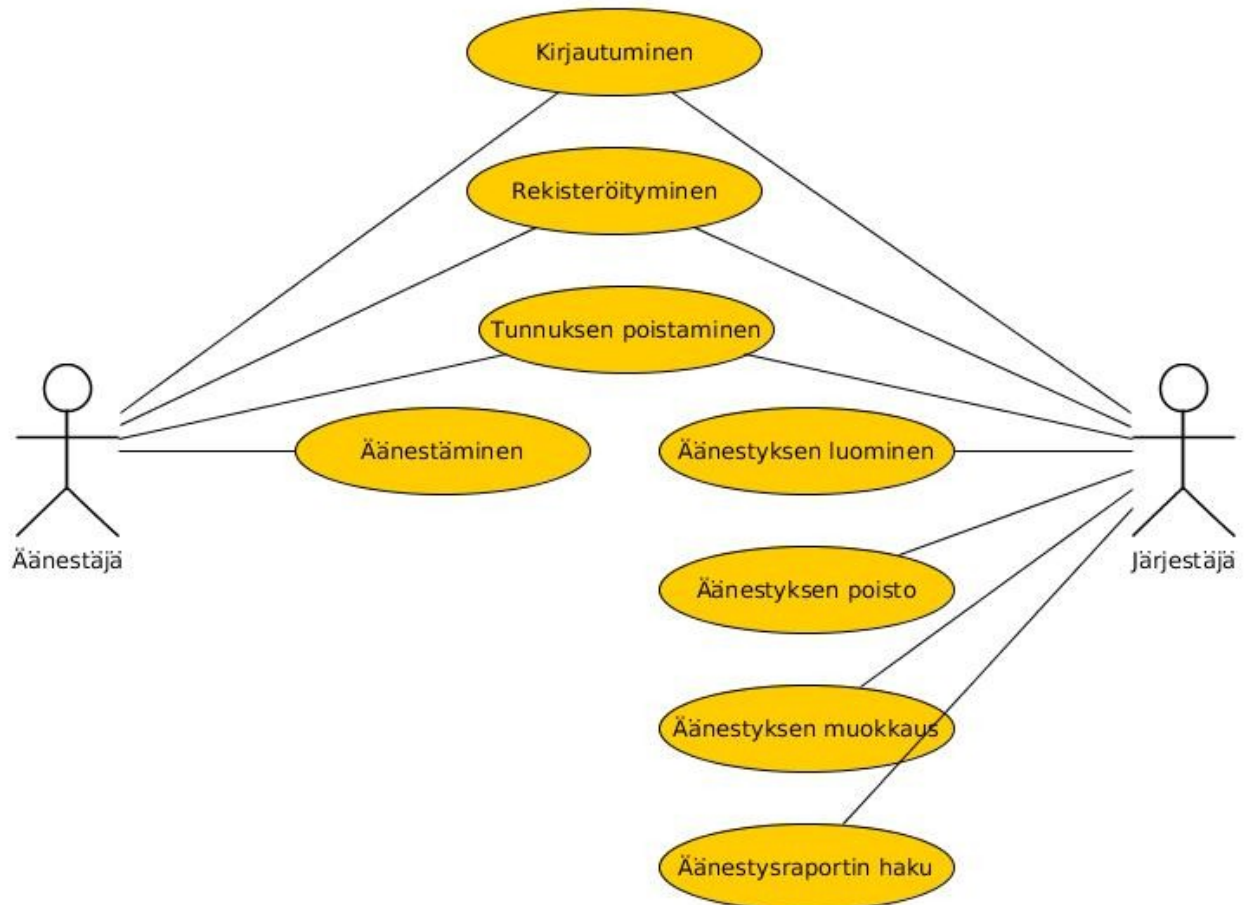 Kirjautuminen
Rekisteröityminen
Tunnuksen poistaminen
Äänestäminen
Äänestyksen luominen
Äänestäjä
Järjestäjä
Äänestyksen poisto
Äänestyksen muokkaus
Äänestysraportin haku